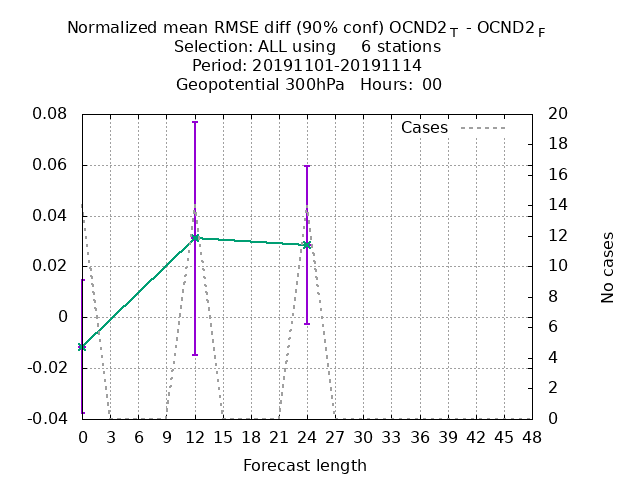 Normalized mean RMSE diff (90% conf) OCND2 T - OCND2 F
Selection: ALL using     6 stations
Period: 20191101-20191114
Geopotential 300hPa   Hours:  00
Cases
0.08
0.06
0.04
0.02
0
-0.02
-0.04
20
18
16
14
12
10
8
6
4
2
0
No cases
0 3 6 9 12 15 18 21 24 27 30 33 36 39 42 45 48
Forecast length